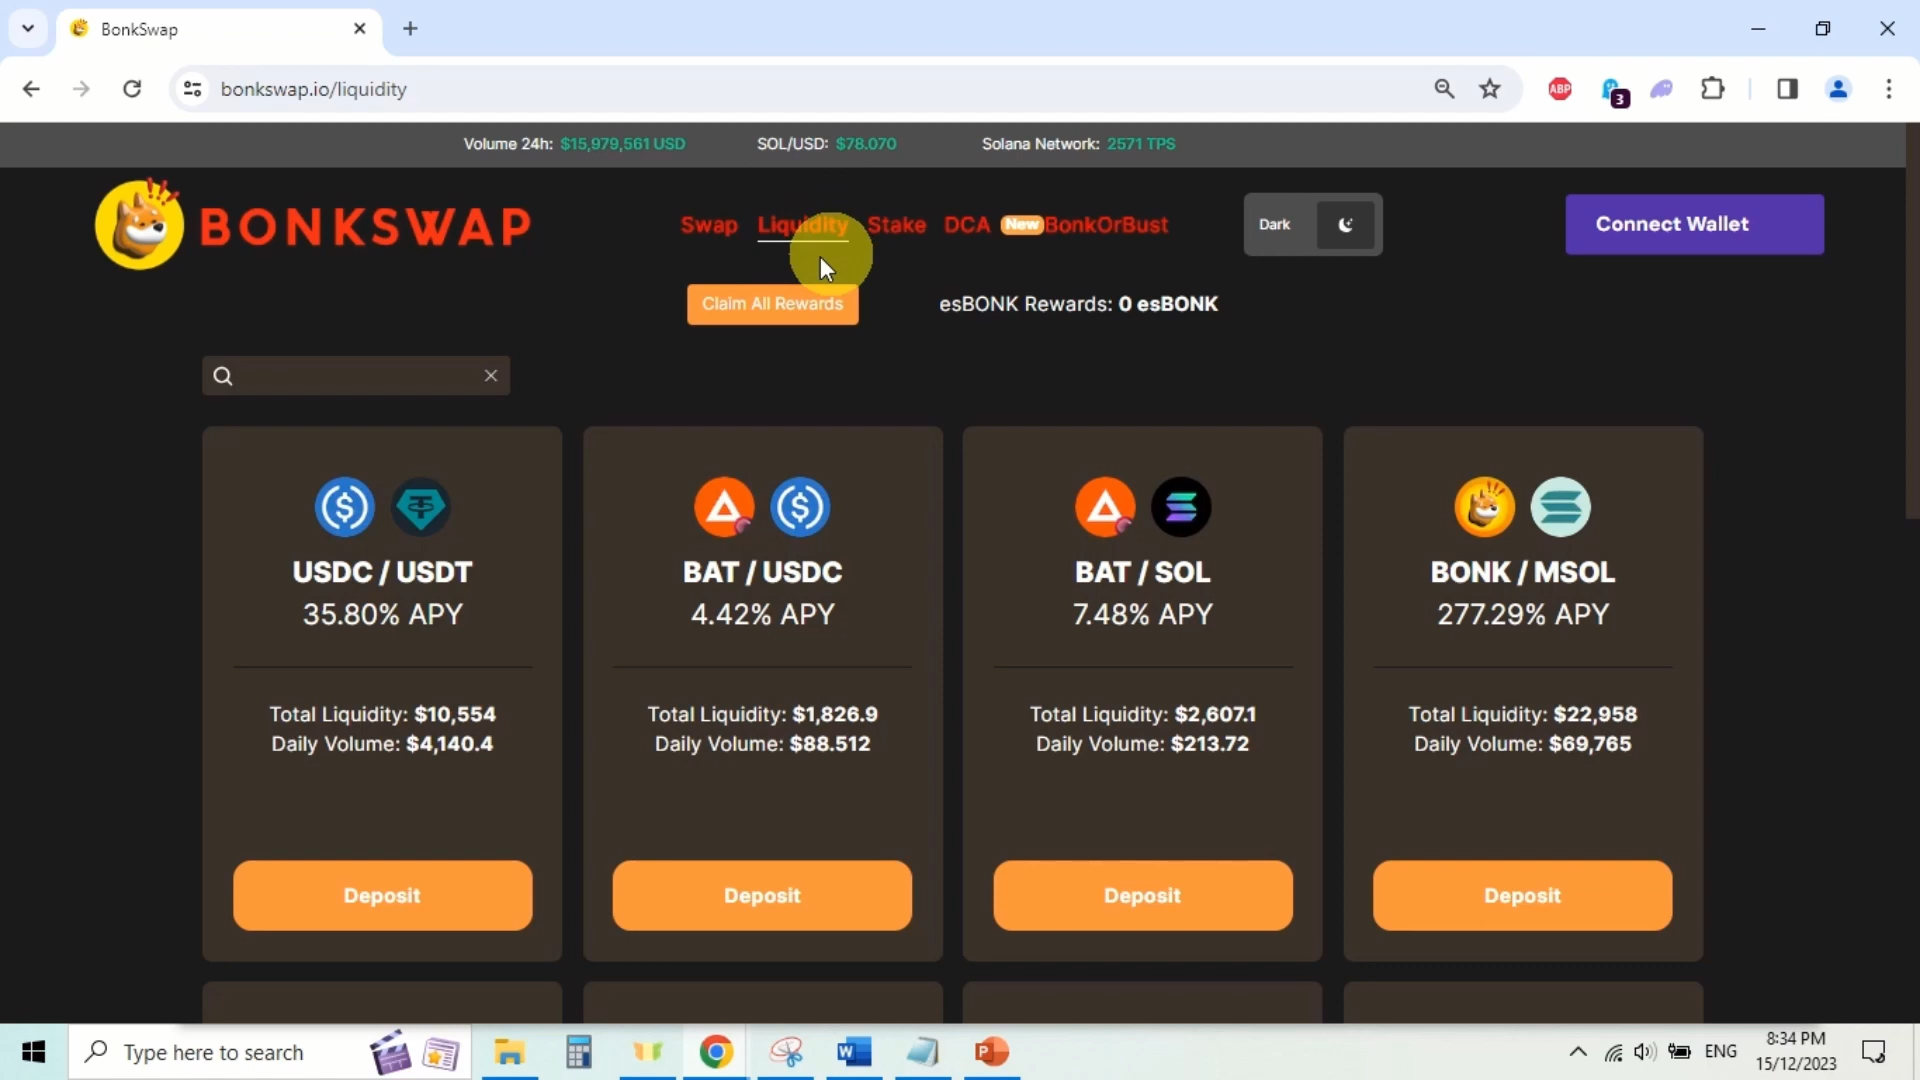 BonkSwap
bonkswap.io/liquidity
ABP
3
Volume 24h: $15,979,561 USD SOL/USD: $78.070 Solana Network: 2571 TPS
BONKSWAP
Swap Liquidity Stake DCA New BonkOrBust
Dark
Connect Wallet
Claim All Rewards
esBONK Rewards: 0 esBONK
USDC / USDT
35.80% APY
Total Liquidity: $10,554
Daily Volume: $4,140.4
Deposit
BAT / USDC
4.42% APY
Total Liquidity: $1,826.9
Daily Volume: $88.512
Deposit
BAT / SOL
7.48% APY
Total Liquidity: $2,607.1
Daily Volume: $213.72
Deposit
BONK / MSOL
277.29% APY
Total Liquidity: $22,958
Daily Volume: $69,765
Deposit
Type here to search
ENG
8:34 PM
15/12/2023